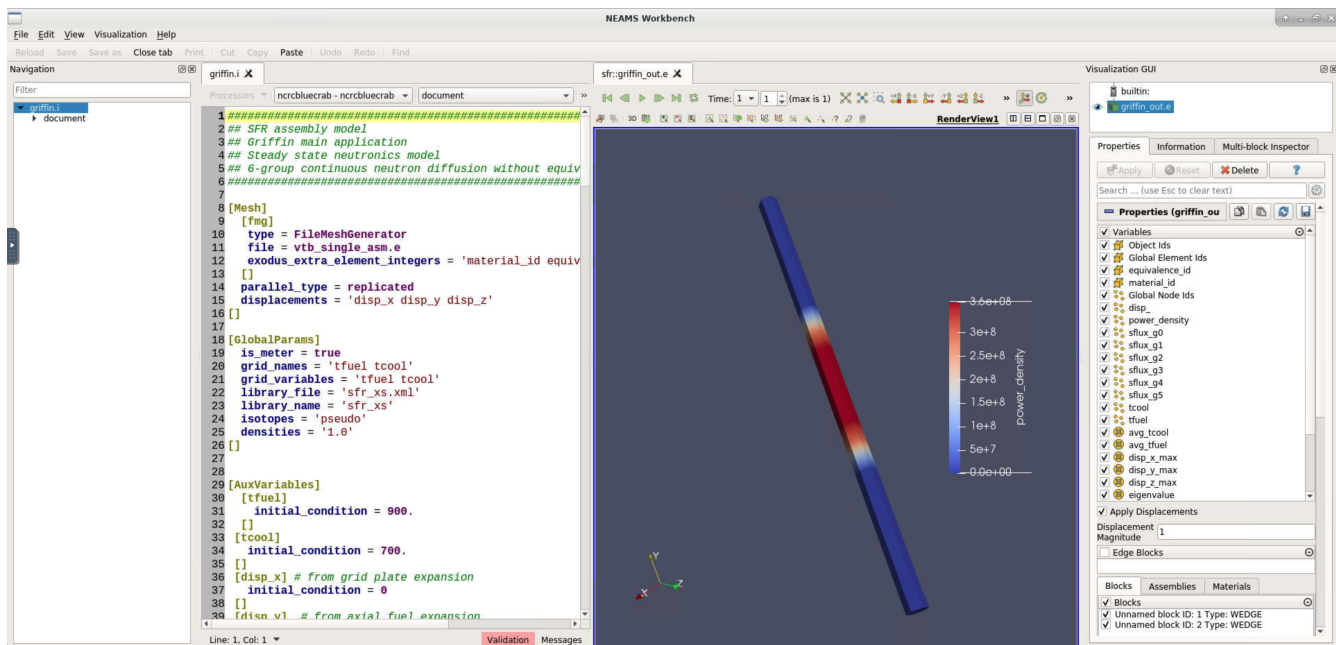 NEAMS Workbench
File Edit View Visualization Help
Reload Save Save as Close tab Print Cut Copy Paste Undo Redo Find
Navigation
Filter
griffin.i
document
griffin.i
Processors ncrcbluecrab - ncrcbluecrab document »
1 ########################################################
2 ## SFR assembly model
3 ## Griffin main application
4 ## Steady state neutronics model
5 ## 6-group continuous neutron diffusion without equiv
6 ########################################################
7
8 [Mesh]
9 [fmg]
10 type = FileMeshGenerator
11 file = vtb_single_asm.e
12 exodus_extra_element_integers = 'material_id equiv
13 []
14 parallel_type = replicated
15 displacements = 'disp_x disp_y disp_z'
16 []
17
18 [GlobalParams]
19 is_meter = true
20 grid_names = 'tfuel tcool'
21 grid_variables = 'tfuel tcool'
22 library_file = 'sfr_xs.xml'
23 library_name = 'sfr_xs'
24 isotopes = 'pseudo'
25 densities = '1.0'
26 []
27
28
29 [AuxVariables]
30 [tfuel]
31 initial_condition = 900.
32 []
33 [tcool]
34 initial_condition = 700.
35 []
36 [disp_x] # from grid plate expansion
37 initial_condition = 0
38 []
39 [disp_y] # from axial fuel expansion
Line: 1, Col: 1
Validation Messages
sfr::griffin_out.e
Time: 1 1 (max is 1) » »
3D RenderView1
3.6e+08
3e+8
2.5e+8
2e+8
1.5e+8
1e+8
5e+7
0.0e+00
power_density
Y
Z
X
Visualization GUI
builtin:
griffin_out.e
Properties Information Multi-block Inspector
Apply Reset Delete ?
Search ... (use Esc to clear text)
Properties (griffin_ou
Variables
Object Ids
Global Element Ids
equivalence_id
material_id
Global Node Ids
disp_
power_density
sflux_g0
sflux_g1
sflux_g2
sflux_g3
sflux_g4
sflux_g5
tcool
tfuel
avg_tcool
avg_tfuel
disp_x_max
disp_y_max
disp_z_max
eigenvalue
Apply Displacements
Displacement
Magnitude 1
Edge Blocks
Blocks Assemblies Materials
Blocks
Unnamed block ID: 1 Type: WEDGE
Unnamed block ID: 2 Type: WEDGE